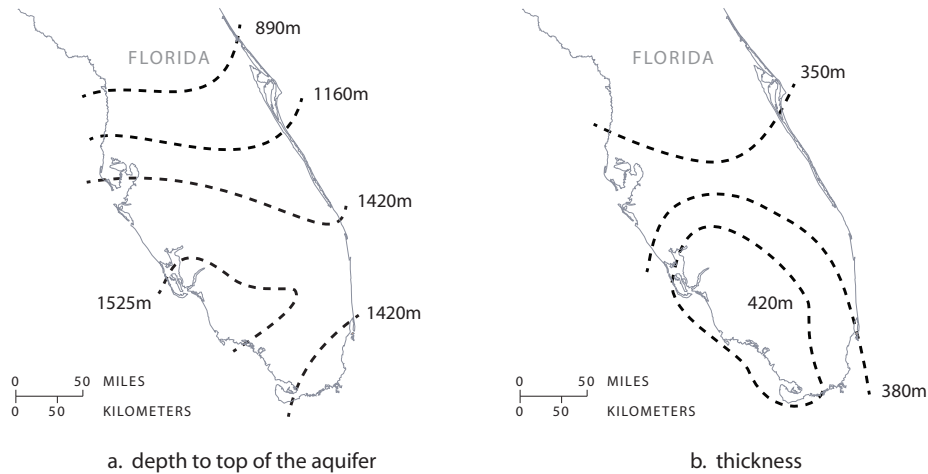 890m
FLORIDA
1160m
1420m
1525m
1420m
0 50 MILES
0 50 KILOMETERS
a. depth to top of the aquifer
FLORIDA
350m
420m
380m
0 50 MILES
0 50 KILOMETERS
b. thickness